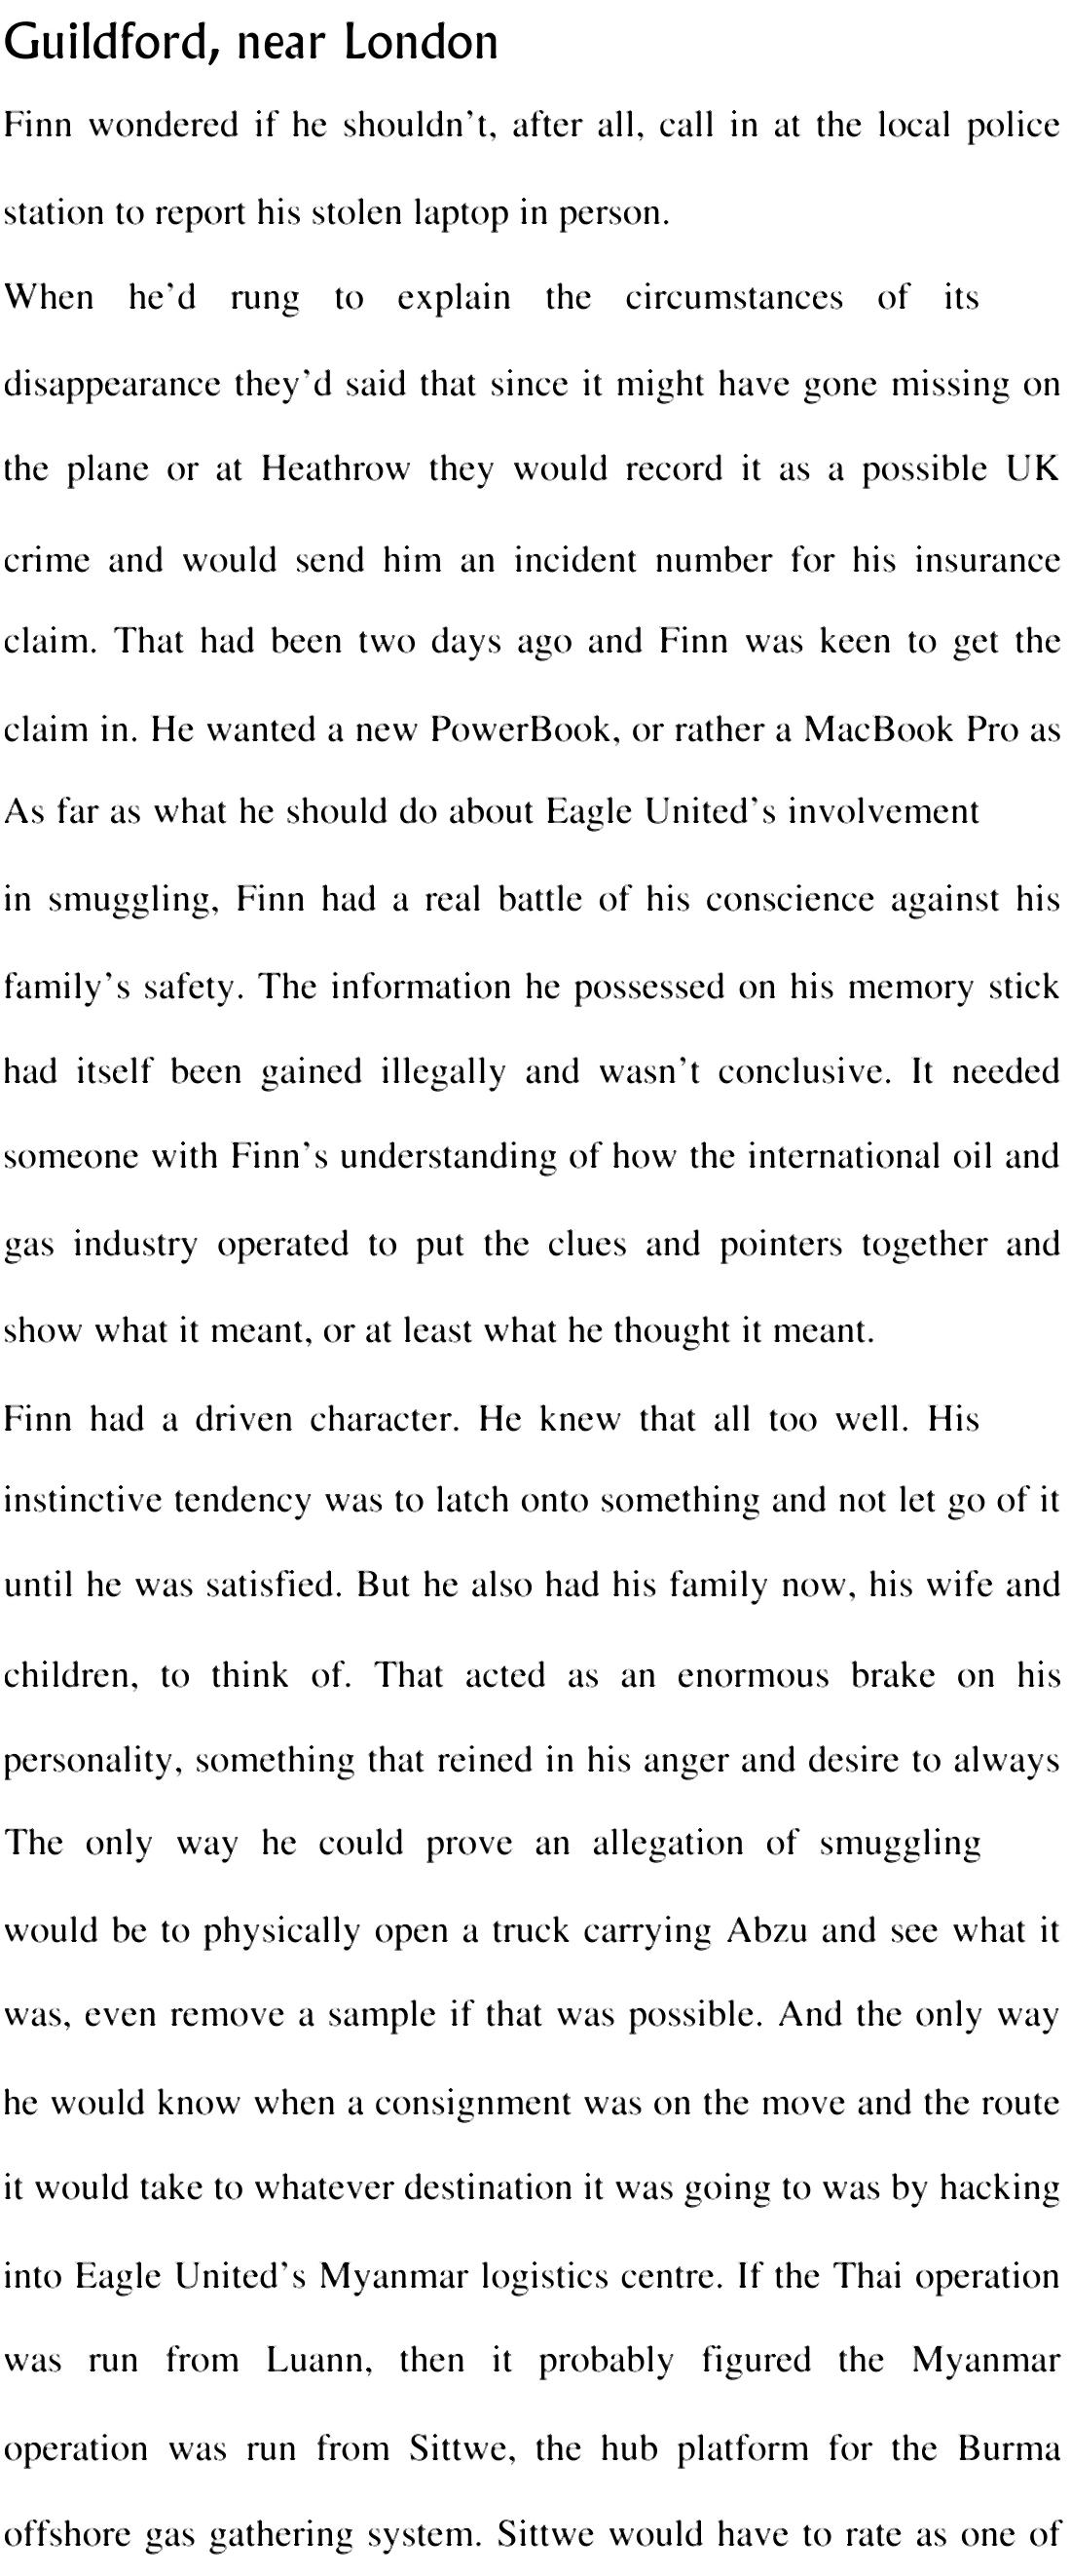 Guildford, near London
Finn wondered if he shouldn’t, after all, call in at the local police
station to report his stolen laptop in person.
When he’d rung to explain the circumstances of its
disappearance they’d said that since it might have gone missing on
the plane or at Heathrow they would record it as a possible UK
crime and would send him an incident number for his insurance
claim. That had been two days ago and Finn was keen to get the
claim in. He wanted a new PowerBook, or rather a MacBook Pro as
As far as what he should do about Eagle United’s involvement
in smuggling, Finn had a real battle of his conscience against his
family’s safety. The information he possessed on his memory stick
had itself been gained illegally and wasn’t conclusive. It needed
someone with Finn’s understanding of how the international oil and
gas industry operated to put the clues and pointers together and
show what it meant, or at least what he thought it meant.
Finn had a driven character. He knew that all too well. His
instinctive tendency was to latch onto something and not let go of it
until he was satisfied. But he also had his family now, his wife and
children, to think of. That acted as an enormous brake on his
personality, something that reined in his anger and desire to always
The only way he could prove an allegation of smuggling
would be to physically open a truck carrying Abzu and see what it
was, even remove a sample if that was possible. And the only way
he would know when a consignment was on the move and the route
it would take to whatever destination it was going to was by hacking
into Eagle United’s Myanmar logistics centre. If the Thai operation
was run from Luann, then it probably figured the Myanmar
operation was run from Sittwe, the hub platform for the Burma
offshore gas gathering system. Sittwe would have to rate as one of